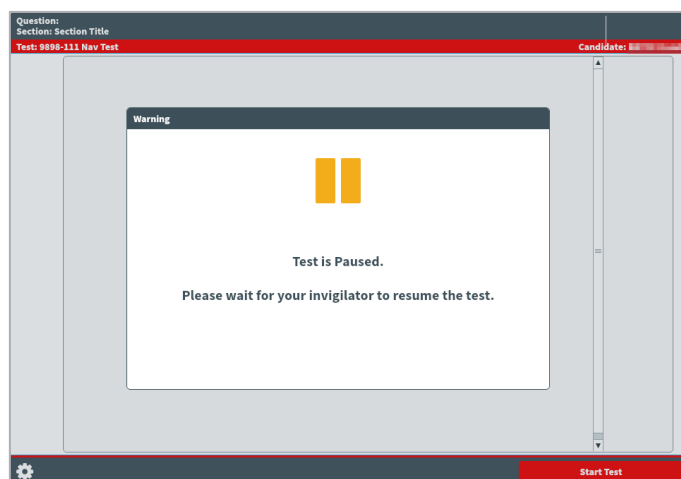 Question:
Section: Section Title
Test: 9898-111 Nav Test
Candidate:
Warning
Test is Paused.
Please wait for your invigilator to resume the test.
Start Test